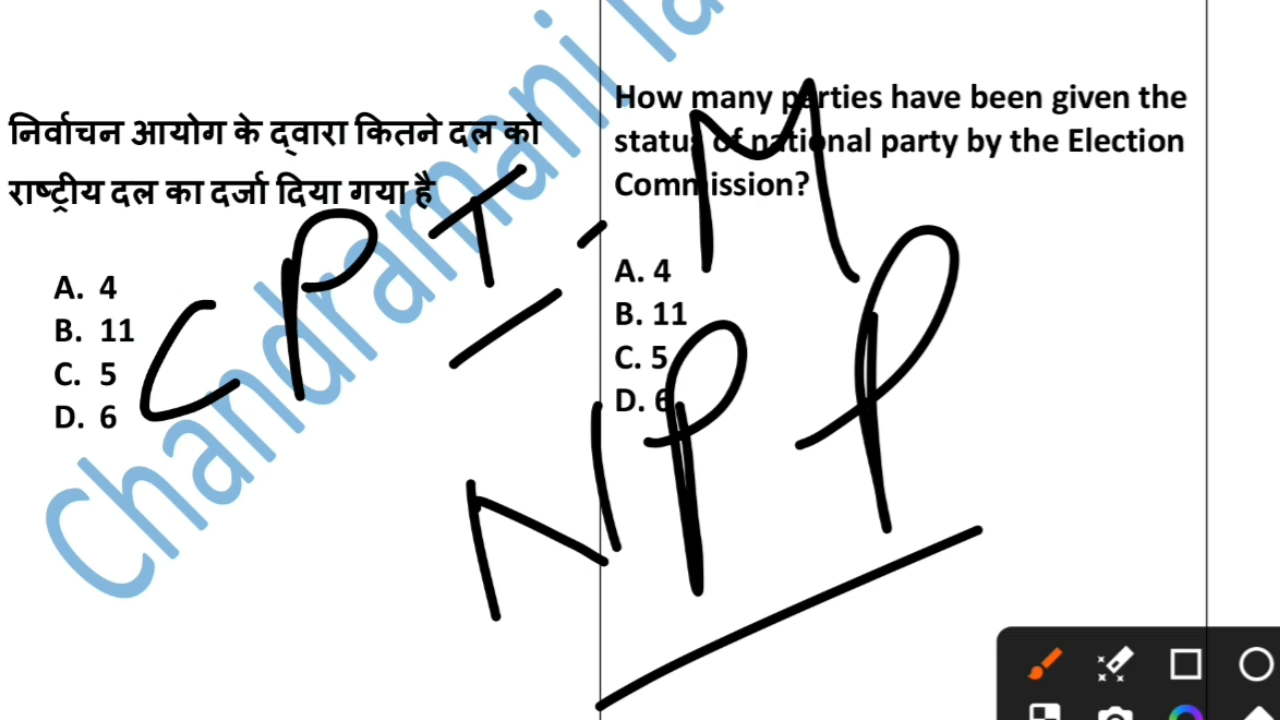 निर्वाचन आयोग के द्वारा कितने दल को
राष्ट्रीय दल का दर्जा दिया गया है
A. 4
B. 11
C. 5
D. 6
How many parties have been given the
status of national party by the Election
Commission?
A. 4
B. 11
C. 5
D. 6
CPI - M
NPP
Chandramani